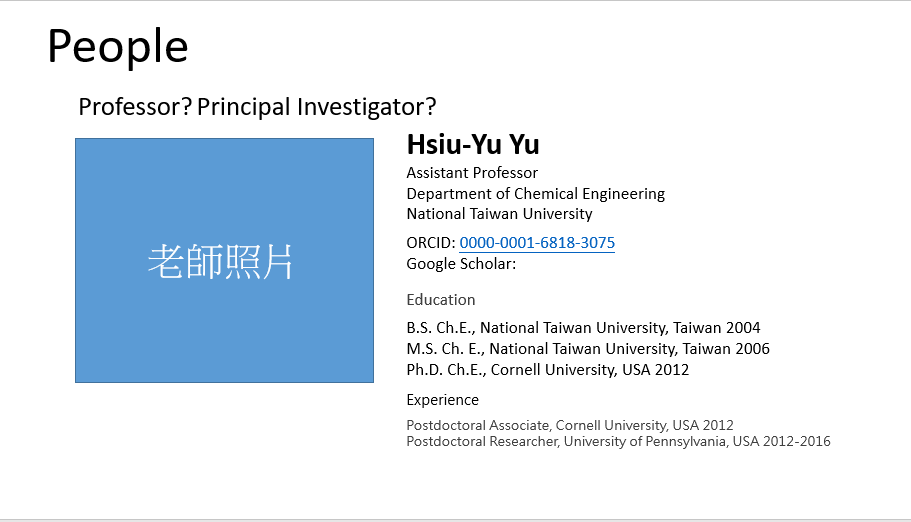 People
Professor? Principal Investigator?
老師照片
Hsiu-Yu Yu
Assistant Professor
Department of Chemical Engineering
National Taiwan University
ORCID: 0000-0001-6818-3075
Google Scholar:
Education
B.S. Ch.E., National Taiwan University, Taiwan 2004
M.S. Ch. E., National Taiwan University, Taiwan 2006
Ph.D. Ch.E., Cornell University, USA 2012
Experience
Postdoctoral Associate, Cornell University, USA 2012
Postdoctoral Researcher, University of Pennsylvania, USA 2012-2016